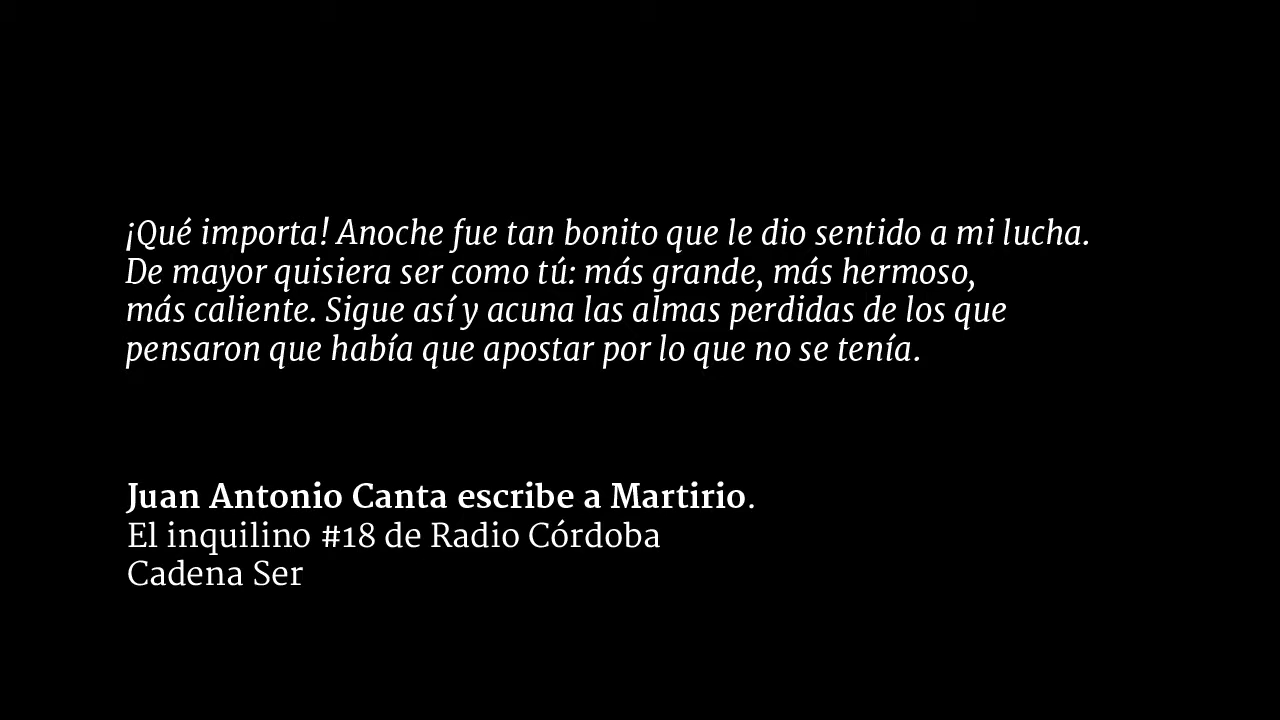 ¡Qué importa! Anoche fue tan bonito que le dio sentido a mi lucha.
De mayor quisiera ser como tú: más grande, más hermoso,
más caliente. Sigue así y acuna las almas perdidas de los que
pensaron que había que apostar por lo que no se tenía.
Juan Antonio Canta escribe a Martirio.
El inquilino #18 de Radio Córdoba
Cadena Ser